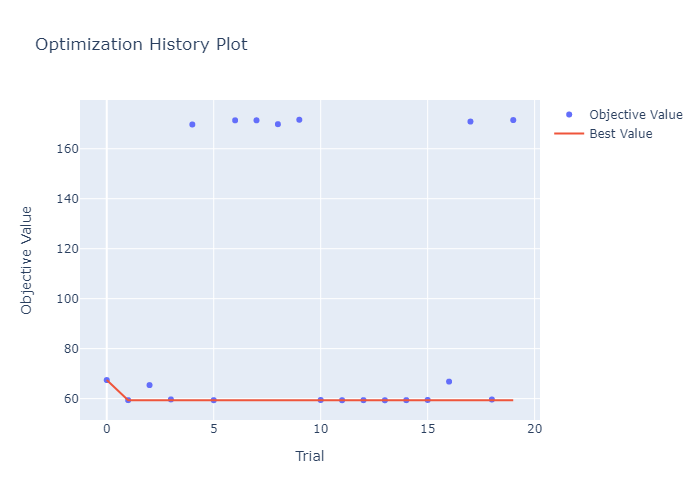 Optimization History Plot
Objective Value
Best Value
160
140
120
100
80
60
Objective Value
0
5
10
15
20
Trial